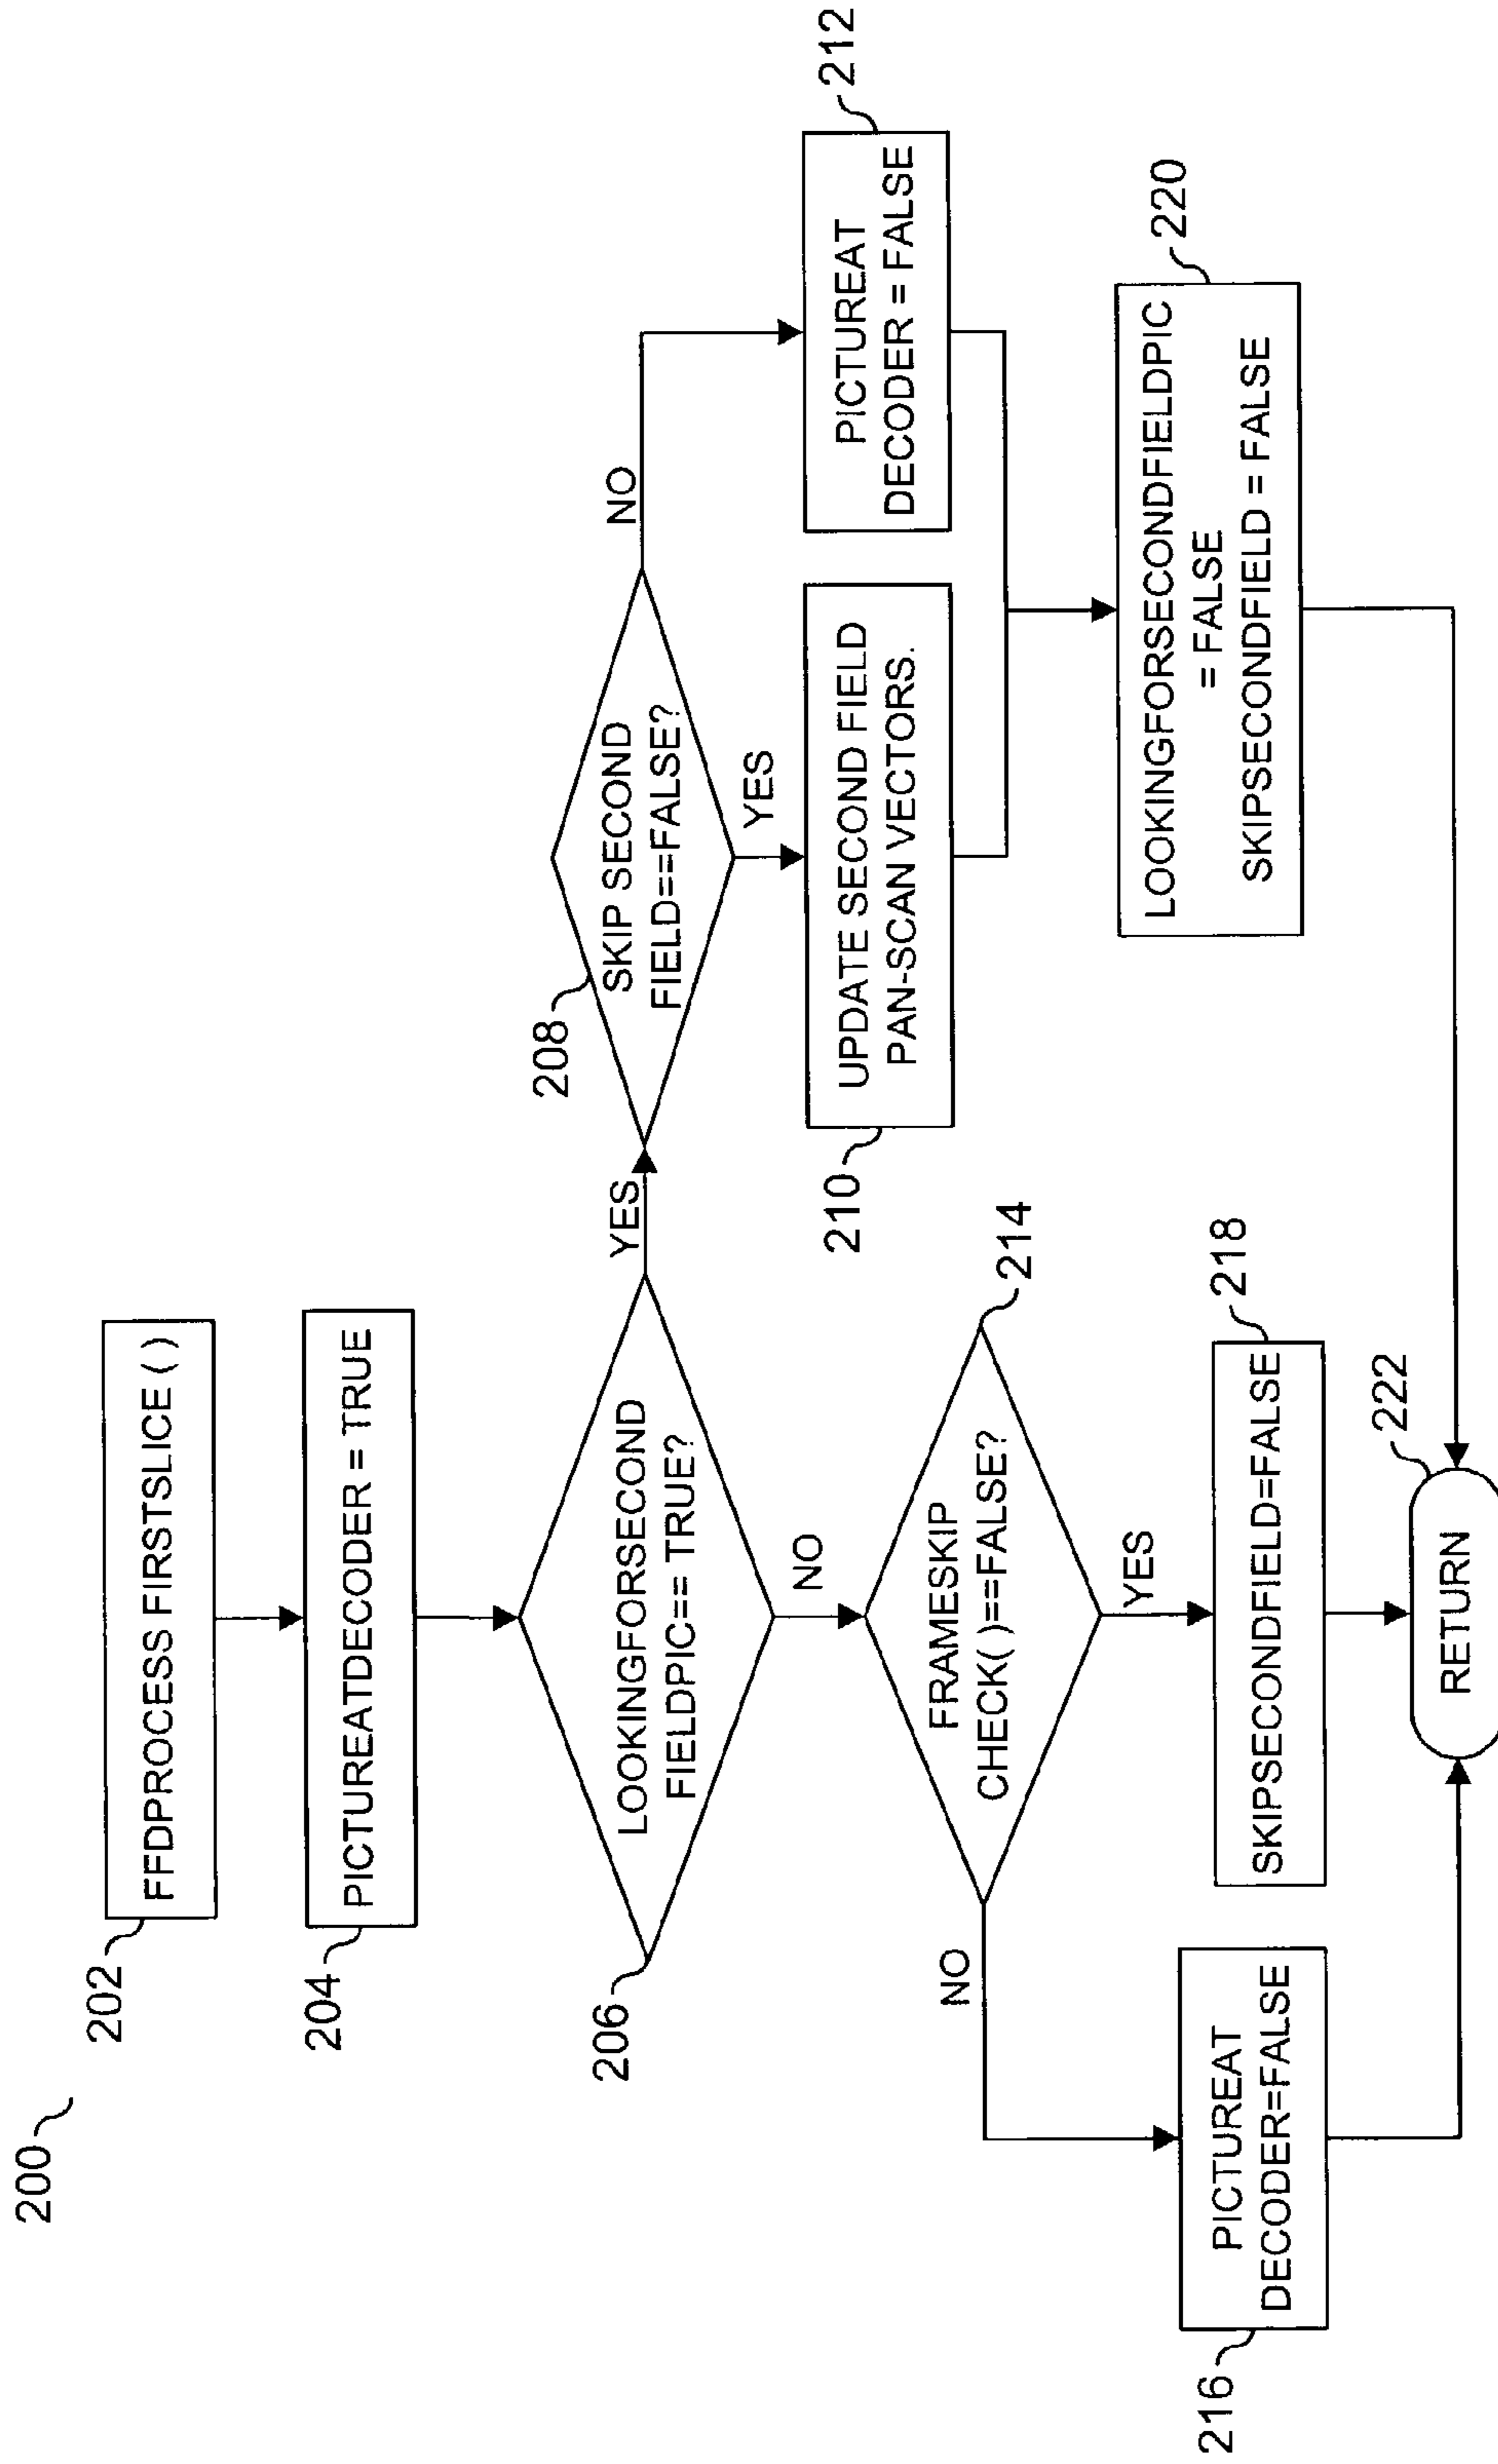 200
202
FFDPROCESS FIRSTSLICE ( )
204
PICTUREATDECODER = TRUE
206
LOOKINGFORSECOND
FIELDPIC== TRUE?
YES
NO
208
SKIP SECOND
FIELD==FALSE?
NO
YES
210
UPDATE SECOND FIELD
PAN-SCAN VECTORS.
PICTUREAT
DECODER = FALSE
212
214
FRAMESKIP
CHECK( )==FALSE?
NO
YES
216
PICTUREAT
DECODER=FALSE
218
SKIPSECONDFIELD=FALSE
LOOKINGFORSECONDFIELDPIC
= FALSE
SKIPSECONDFIELD = FALSE
220
222
RETURN